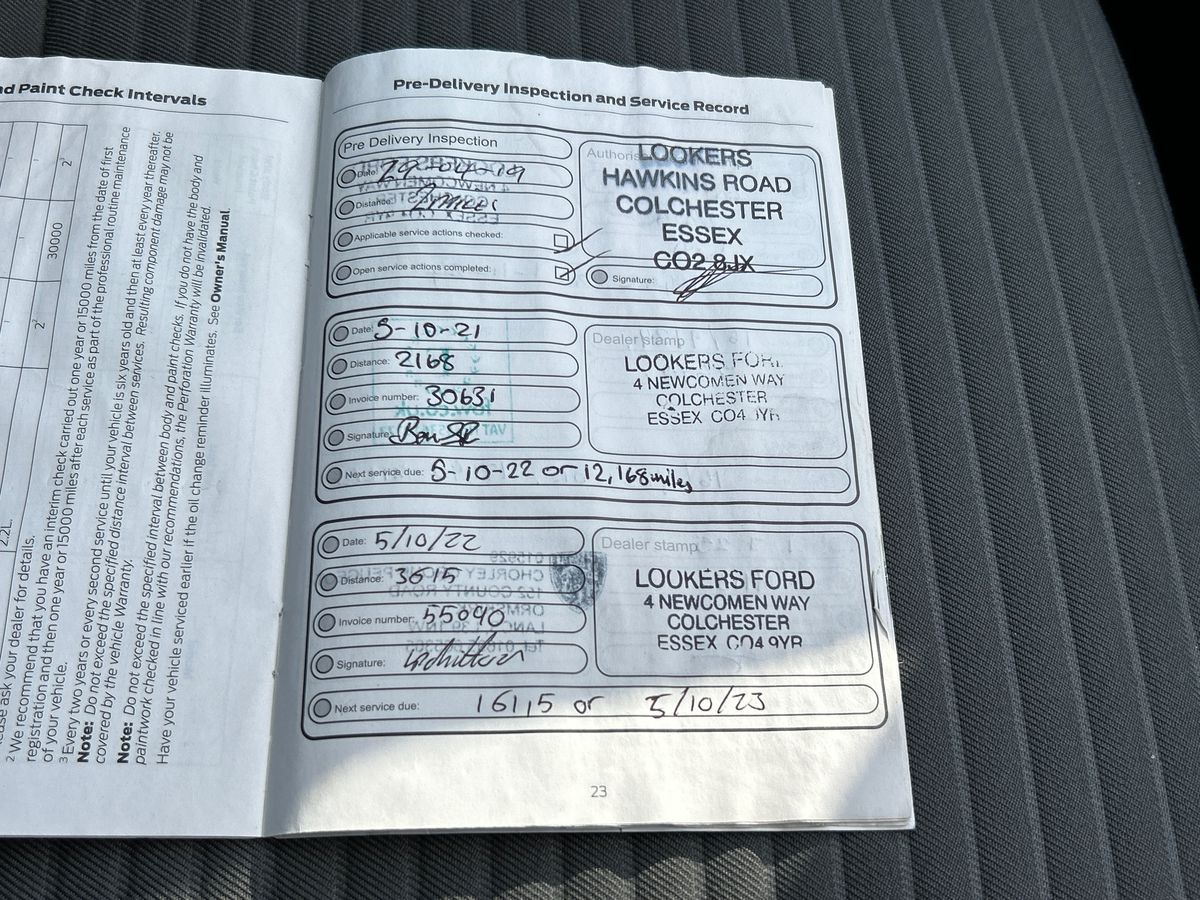 nd Paint Check Intervals
2²
30000
2²
2.2L
ease ask your dealer for details.
² We recommend that you have an interim check carried out one year or 15000 miles from the date of first
registration and then one year or 15000 miles after each service as part of the professional routine maintenance
of your vehicle.
³ Every two years or every second service until your vehicle is six years old and then at least every year thereafter.
Note: Do not exceed the specified distance interval between services. Resulting component damage may not be
covered by the vehicle Warranty.
Note: Do not exceed the specified interval between body and paint checks. If you do not have the body and
paintwork checked in line with our recommendations, the Perforation Warranty will be invalidated.
Have your vehicle serviced earlier if the oil change reminder illuminates. See Owner's Manual.
Pre-Delivery Inspection and Service Record
Pre Delivery Inspection
Date: 29-04-19
Distance:
Applicable service actions checked:
Open service actions completed:
Authoris
LOOKERS
HAWKINS ROAD
COLCHESTER
ESSEX
CO2 8JX
Signature:
Date: 5-10-21
Distance: 2168
Invoice number: 30631
Signature:
Next service due: 5-10-22 or 12,168 miles
Dealer stamp
LOOKERS FORD
4 NEWCOMEN WAY
COLCHESTER
ESSEX CO4 9YR
Date: 5/10/22
Distance: 3615
Invoice number: 55090
Signature:
Next service due: 16115 or 5/10/23
Dealer stamp
LOOKERS FORD
4 NEWCOMEN WAY
COLCHESTER
ESSEX CO4 9YR
23